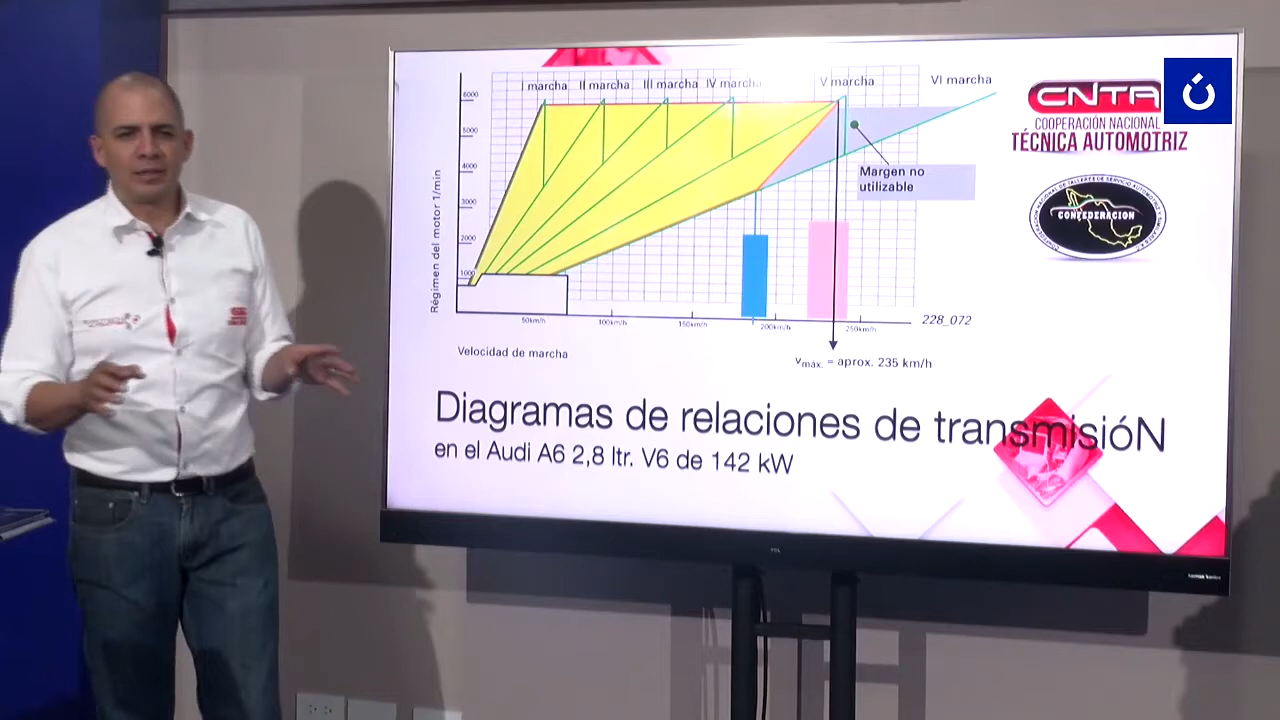 I marcha II marcha III marcha IV marcha V marcha VI marcha
6000
5000
4000
3000
2000
1000
Régimen del motor 1/min
Margen no
utilizable
50km/h 100km/h 150km/h 200km/h 250km/h
228_072
Velocidad de marcha
vmáx. = aprox. 235 km/h
Diagramas de relaciones de transmisióN
en el Audi A6 2,8 ltr. V6 de 142 kW
CNTA
COOPERACIÓN NACIONAL
TÉCNICA AUTOMOTRIZ
CONFEDERACION
TCL